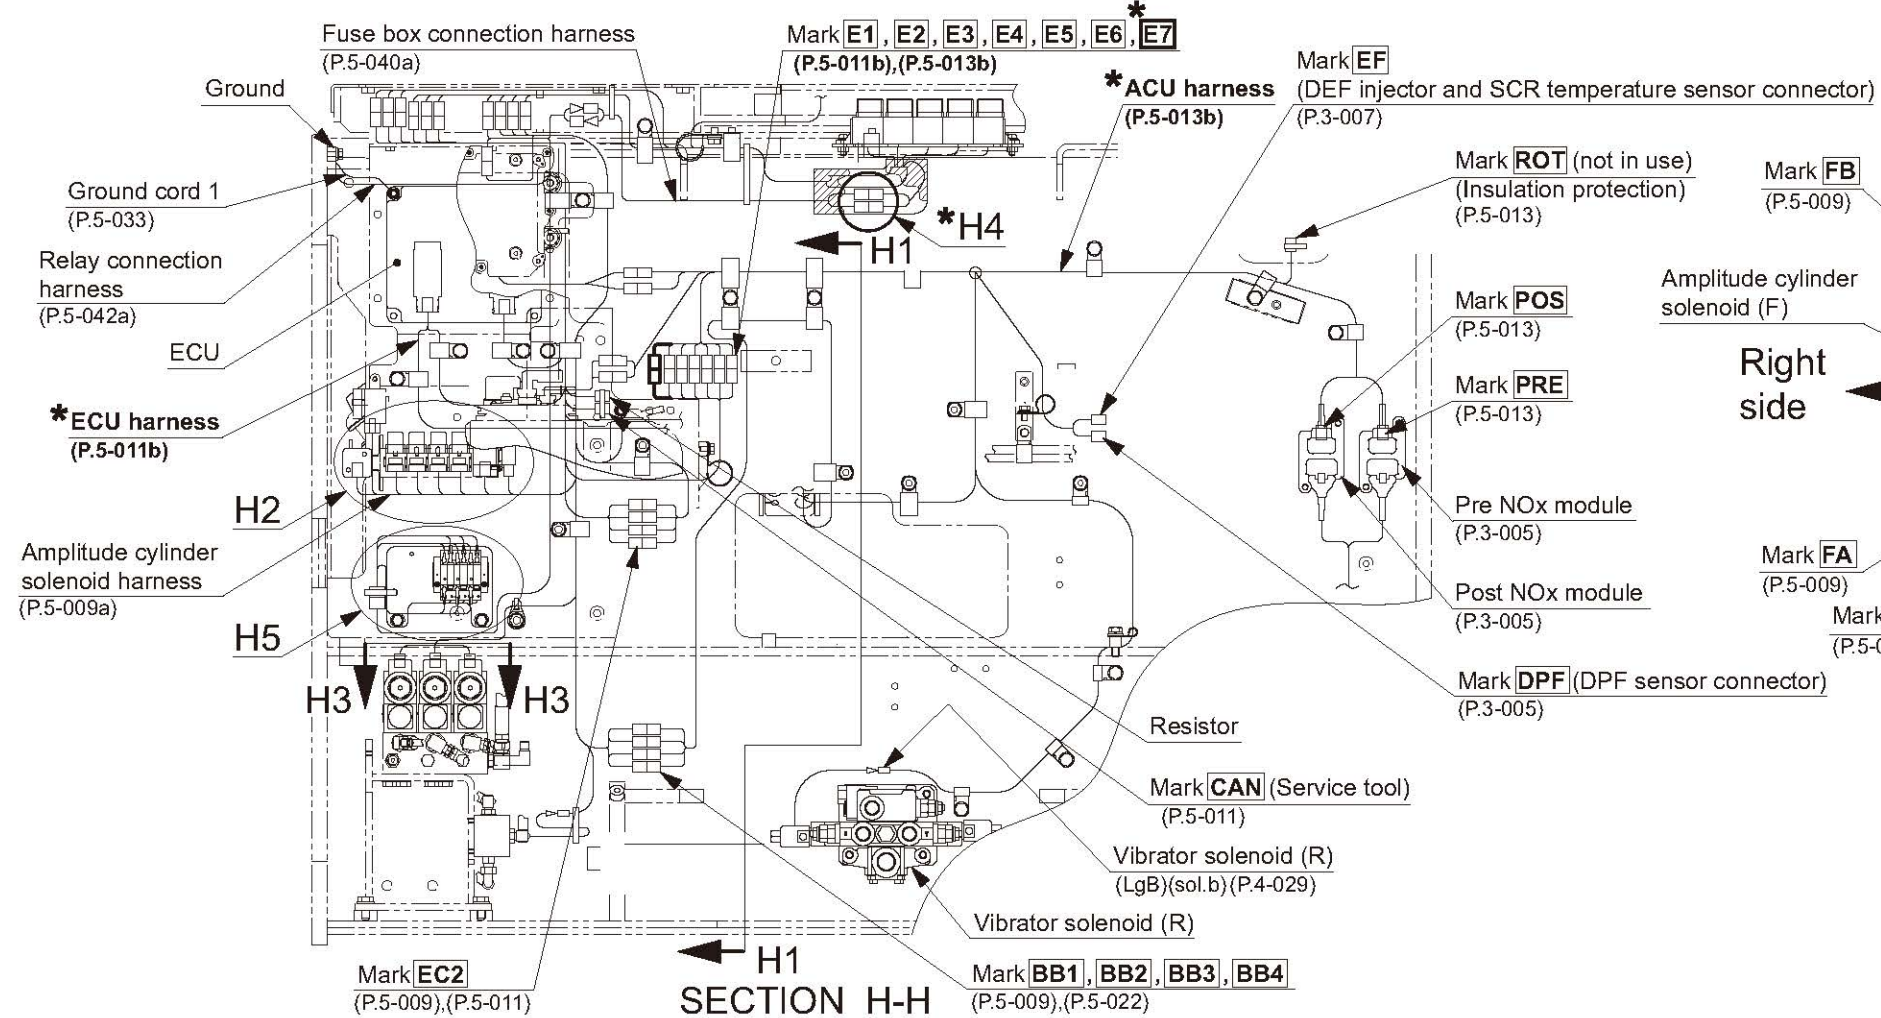 Fuse box connection harness
(P.5-040a)
Mark E1, E2, E3, E4, E5, E6, *E7
(P.5-011b),(P.5-013b)
Mark EF
(DEF injector and SCR temperature sensor connector)
(P.3-007)
Ground
*ACU harness
(P.5-013b)
Mark ROT (not in use)
(Insulation protection)
(P.5-013)
Mark FB
(P.5-009)
Ground cord 1
(P.5-033)
*H4
H1
Relay connection
harness
(P.5-042a)
Amplitude cylinder
solenoid (F)
Mark POS
(P.5-013)
ECU
Right
side
Mark PRE
(P.5-013)
*ECU harness
(P.5-011b)
H2
Pre NOx module
(P.3-005)
Amplitude cylinder
solenoid harness
(P.5-009a)
Mark FA
(P.5-009)
Post NOx module
(P.3-005)
Mark
(P.5-0
H5
H3
H3
Mark DPF (DPF sensor connector)
(P.3-005)
Resistor
Mark CAN (Service tool)
(P.5-011)
Vibrator solenoid (R)
(LgB)(sol.b)(P.4-029)
Vibrator solenoid (R)
H1
Mark EC2
(P.5-009),(P.5-011)
SECTION H-H
Mark BB1, BB2, BB3, BB4
(P.5-009),(P.5-022)